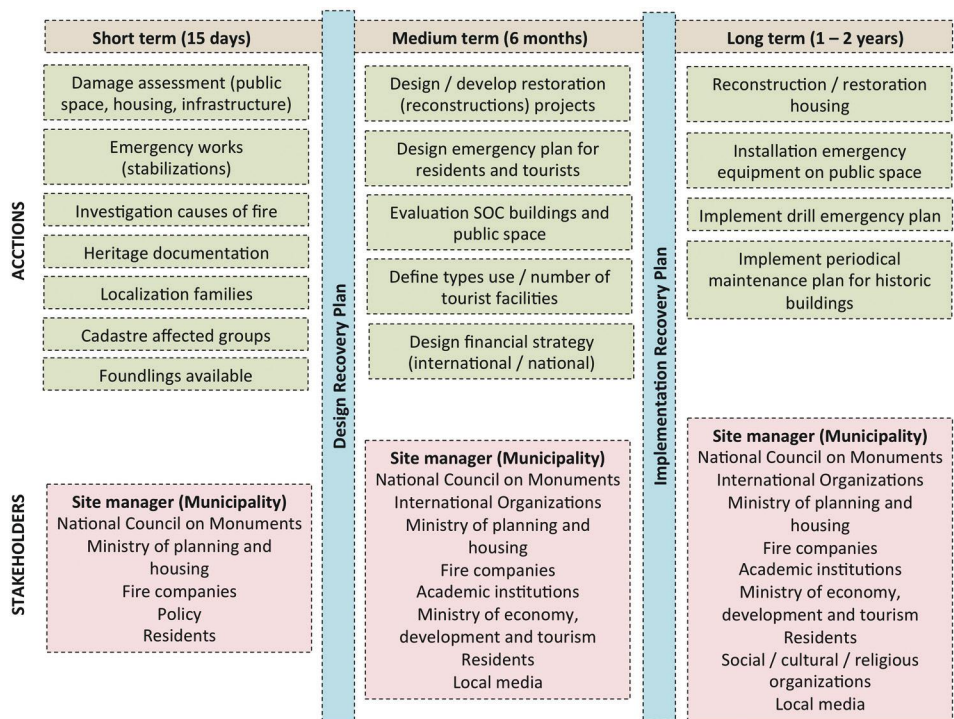 Short term (15 days)
Damage assessment (public
space, housing, infrastructure)
Emergency works
(stabilizations)
Investigation causes of fire
Heritage documentation
Localization families
Cadastre affected groups
Foundlings available
Design Recovery Plan
Medium term (6 months)
Design / develop restoration
(reconstructions) projects
Design emergency plan for
residents and tourists
Evaluation SOC buildings and
public space
Define types use / number of
tourist facilities
Design financial strategy
(international / national)
Implementation Recovery Plan
Long term (1 – 2 years)
Reconstruction / restoration
housing
Installation emergency
equipment on public space
Implement drill emergency plan
Implement periodical
maintenance plan for historic
buildings
ACCTIONS
STAKEHOLDERS
Site manager (Municipality)
National Council on Monuments
Ministry of planning and
housing
Fire companies
Policy
Residents
Site manager (Municipality)
National Council on Monuments
International Organizations
Ministry of planning and
housing
Fire companies
Academic institutions
Ministry of economy,
development and tourism
Residents
Local media
Site manager (Municipality)
National Council on Monuments
International Organizations
Ministry of planning and
housing
Fire companies
Academic institutions
Ministry of economy,
development and tourism
Residents
Social / cultural / religious
organizations
Local media